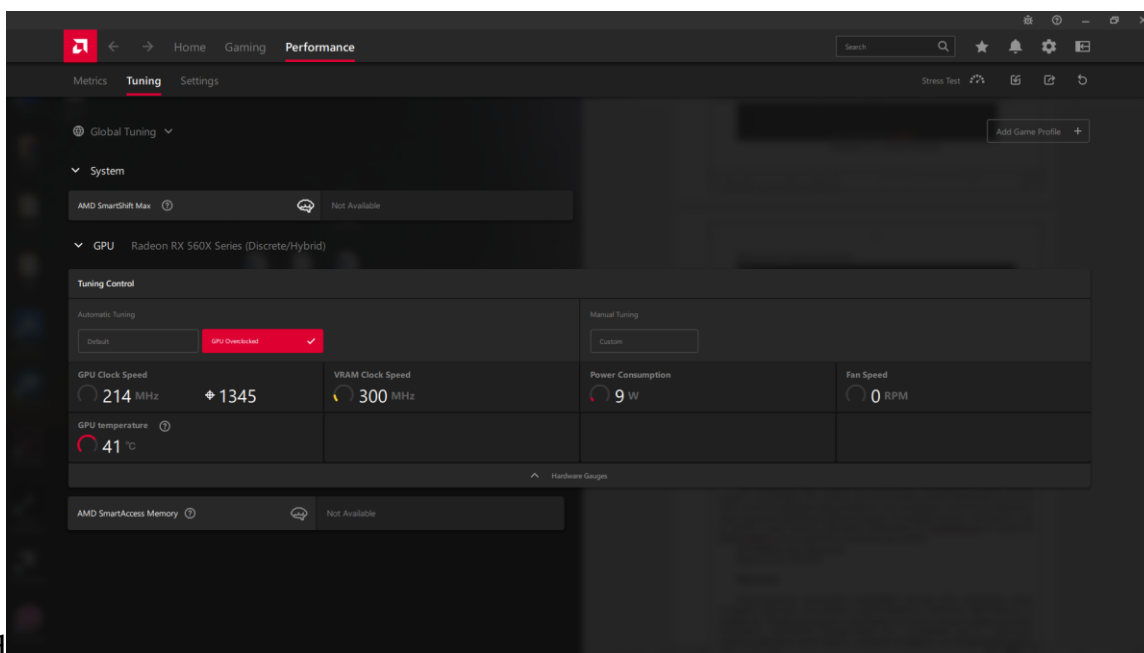 Home Gaming Performance Search
Metrics Tuning Settings Stress Test
Global Tuning Add Game Profile +
System
AMD SmartShift Max ? Not Available
GPU Radeon RX 560X Series (Discrete/Hybrid)
Tuning Control
Automatic Tuning Manual Tuning
Default GPU Overclocked Custom
GPU Clock Speed VRAM Clock Speed Power Consumption Fan Speed
214 MHz 1345 300 MHz 9 W 0 RPM
GPU temperature ?
41 °C
Hardware Gauges
AMD SmartAccess Memory ? Not Available